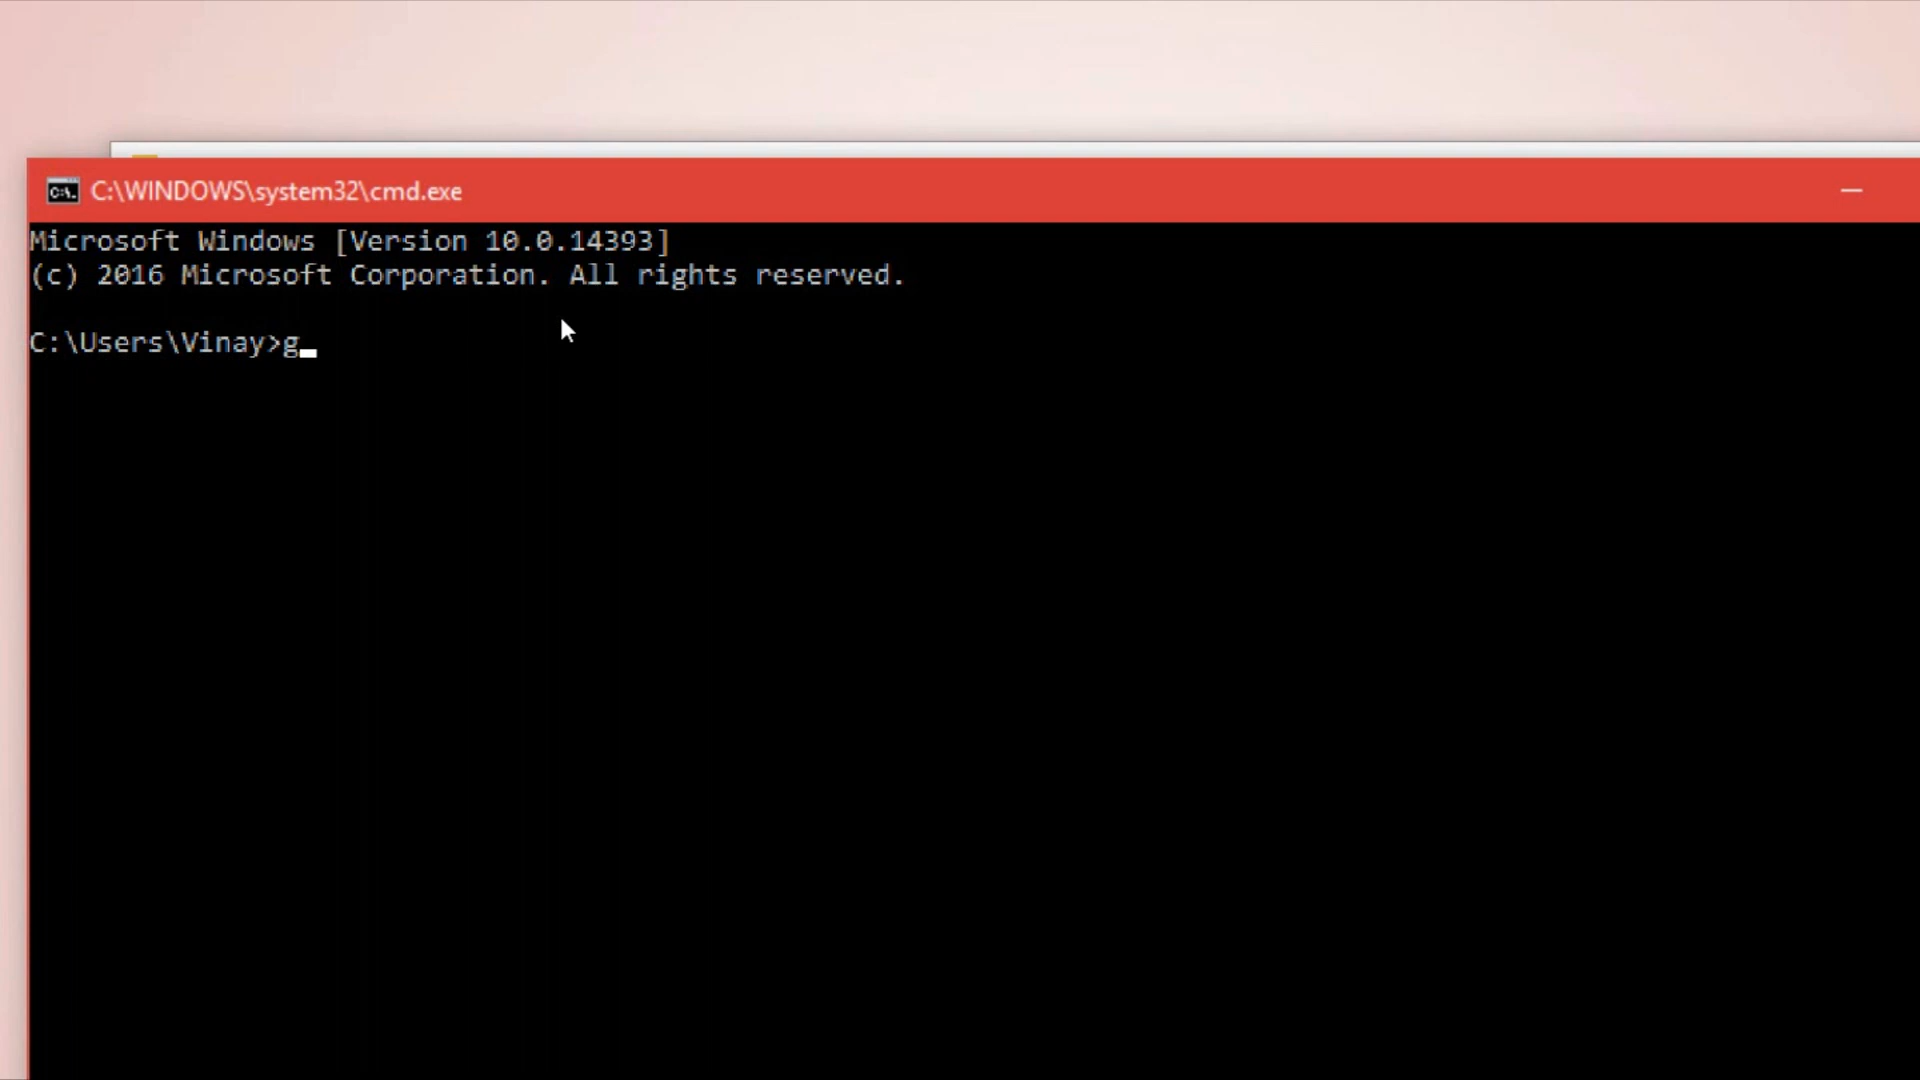 C:\WINDOWS\system32\cmd.exe
Microsoft Windows [Version 10.0.14393]
(c) 2016 Microsoft Corporation. All rights reserved.
C:\Users\Vinay>g